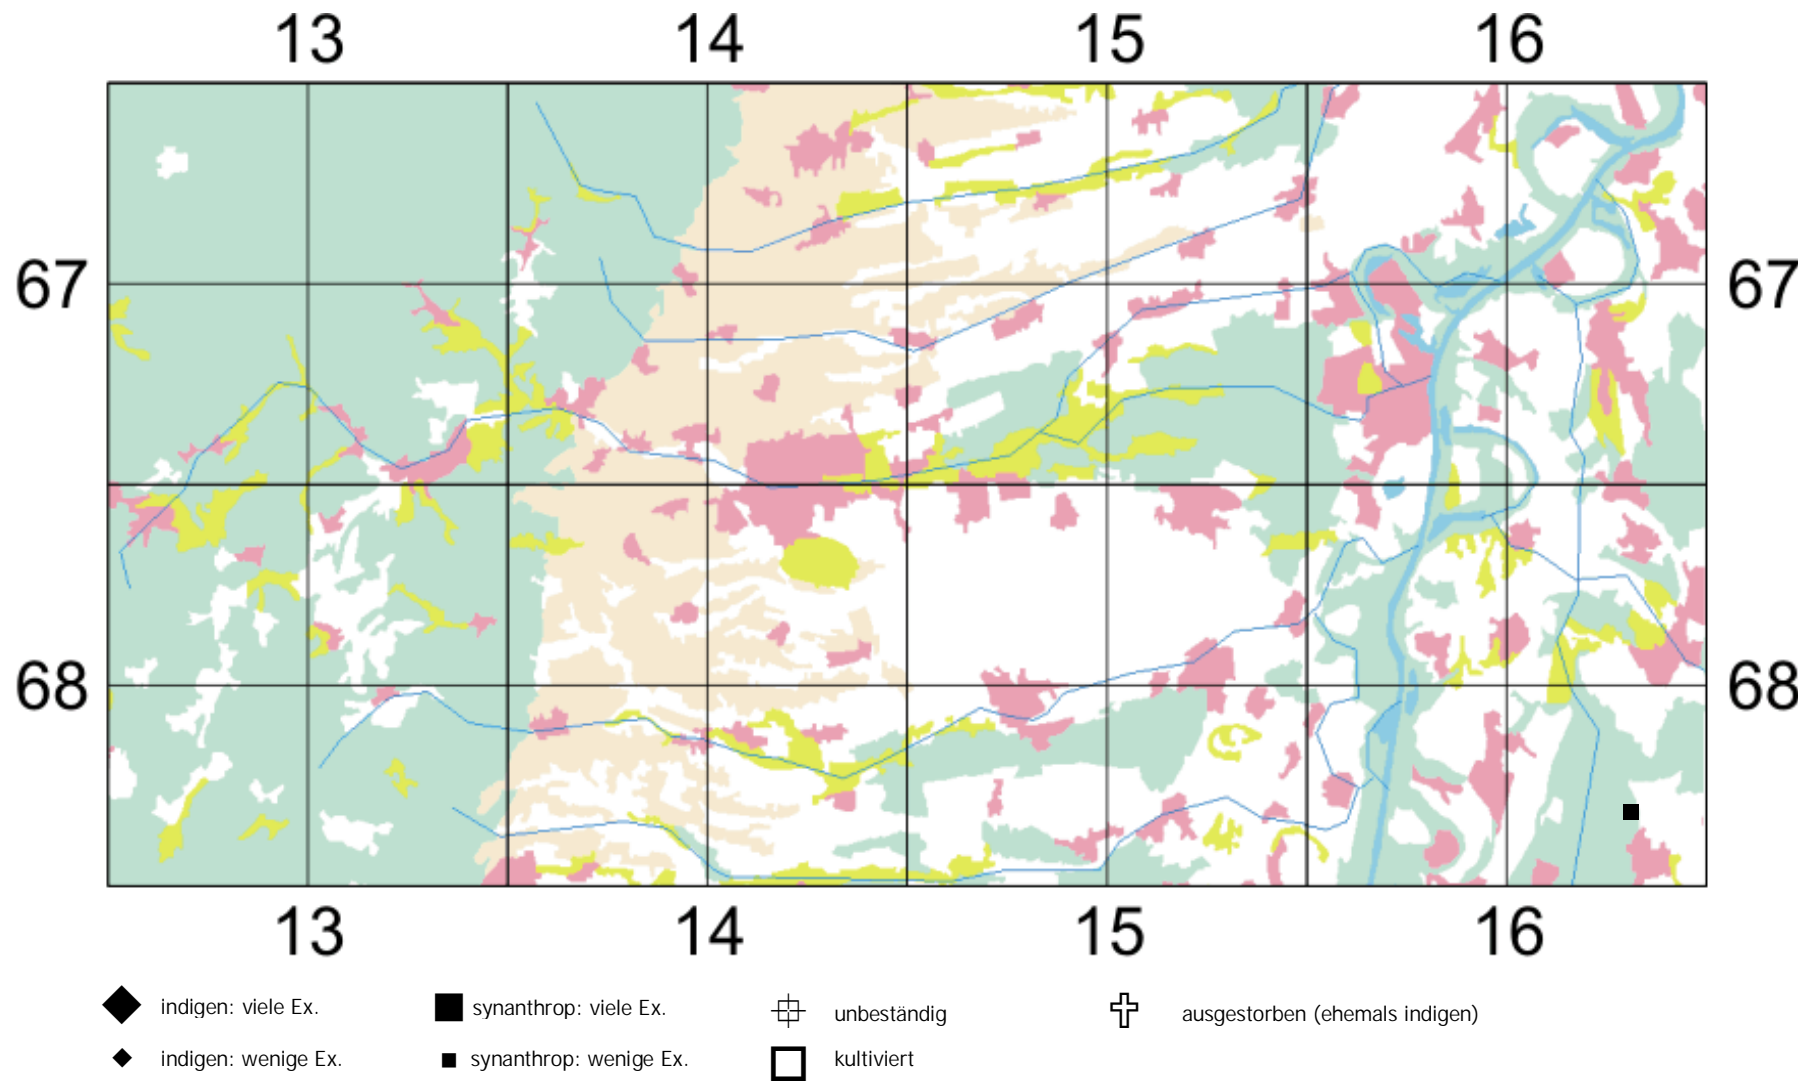 13 14 15 16
67 67
68 68
13 14 15 16
indigen: viele Ex. synanthrop: viele Ex. unbeständig ausgestorben (ehemals indigen)
indigen: wenige Ex. synanthrop: wenige Ex. kultiviert